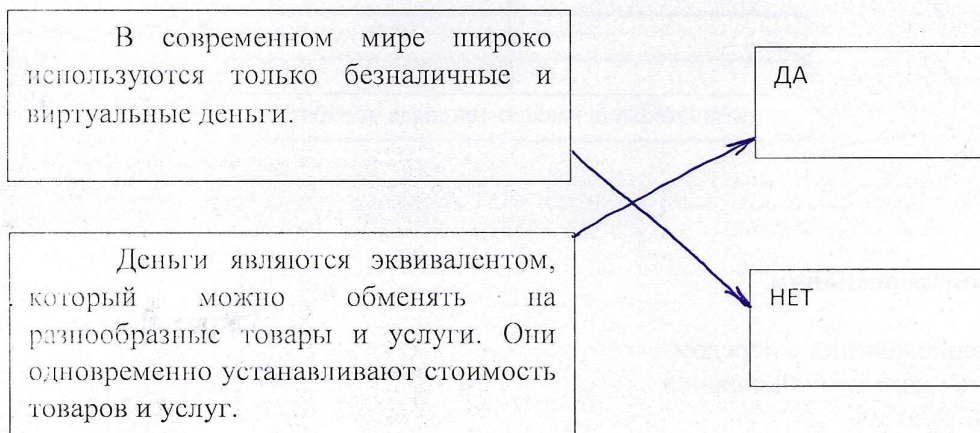 В современном мире широко
используются только безналичные и
виртуальные деньги.
ДА
Деньги являются эквивалентом,
который можно обменять на
разнообразные товары и услуги. Они
одновременно устанавливают стоимость
товаров и услуг.
НЕТ